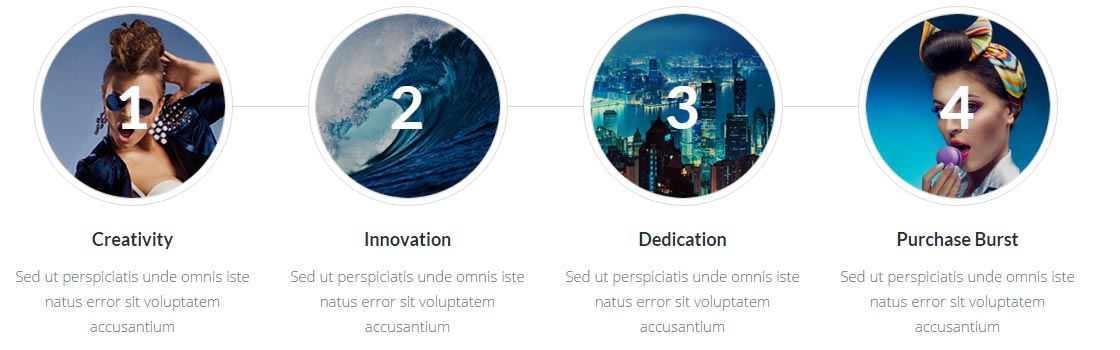 1
2
3
4
Creativity
Sed ut perspiciatis unde omnis iste
natus error sit voluptatem
accusantium
Innovation
Sed ut perspiciatis unde omnis iste
natus error sit voluptatem
accusantium
Dedication
Sed ut perspiciatis unde omnis iste
natus error sit voluptatem
accusantium
Purchase Burst
Sed ut perspiciatis unde omnis iste
natus error sit voluptatem
accusantium